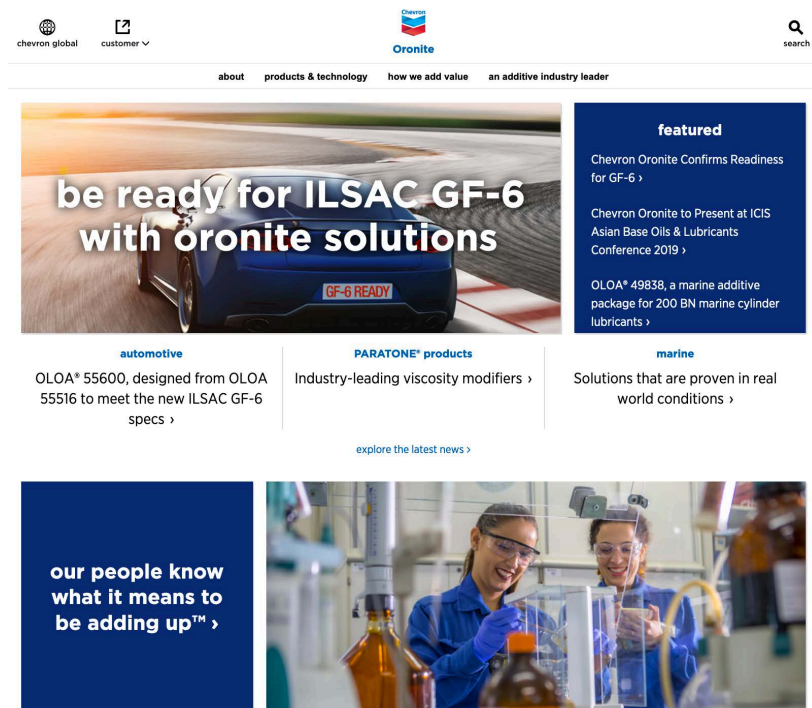 Chevron
chevron global
customer
Oronite
search
about products & technology how we add value an additive industry leader
be ready for ILSAC GF-6
with oronite solutions
GF-6 READY
featured
Chevron Oronite Confirms Readiness
for GF-6 ›
Chevron Oronite to Present at ICIS
Asian Base Oils & Lubricants
Conference 2019 ›
OLOA® 49838, a marine additive
package for 200 BN marine cylinder
lubricants ›
automotive
OLOA® 55600, designed from OLOA
55516 to meet the new ILSAC GF-6
specs ›
PARATONE® products
Industry-leading viscosity modifiers ›
marine
Solutions that are proven in real
world conditions ›
explore the latest news ›
our people know
what it means to
be adding up™ ›